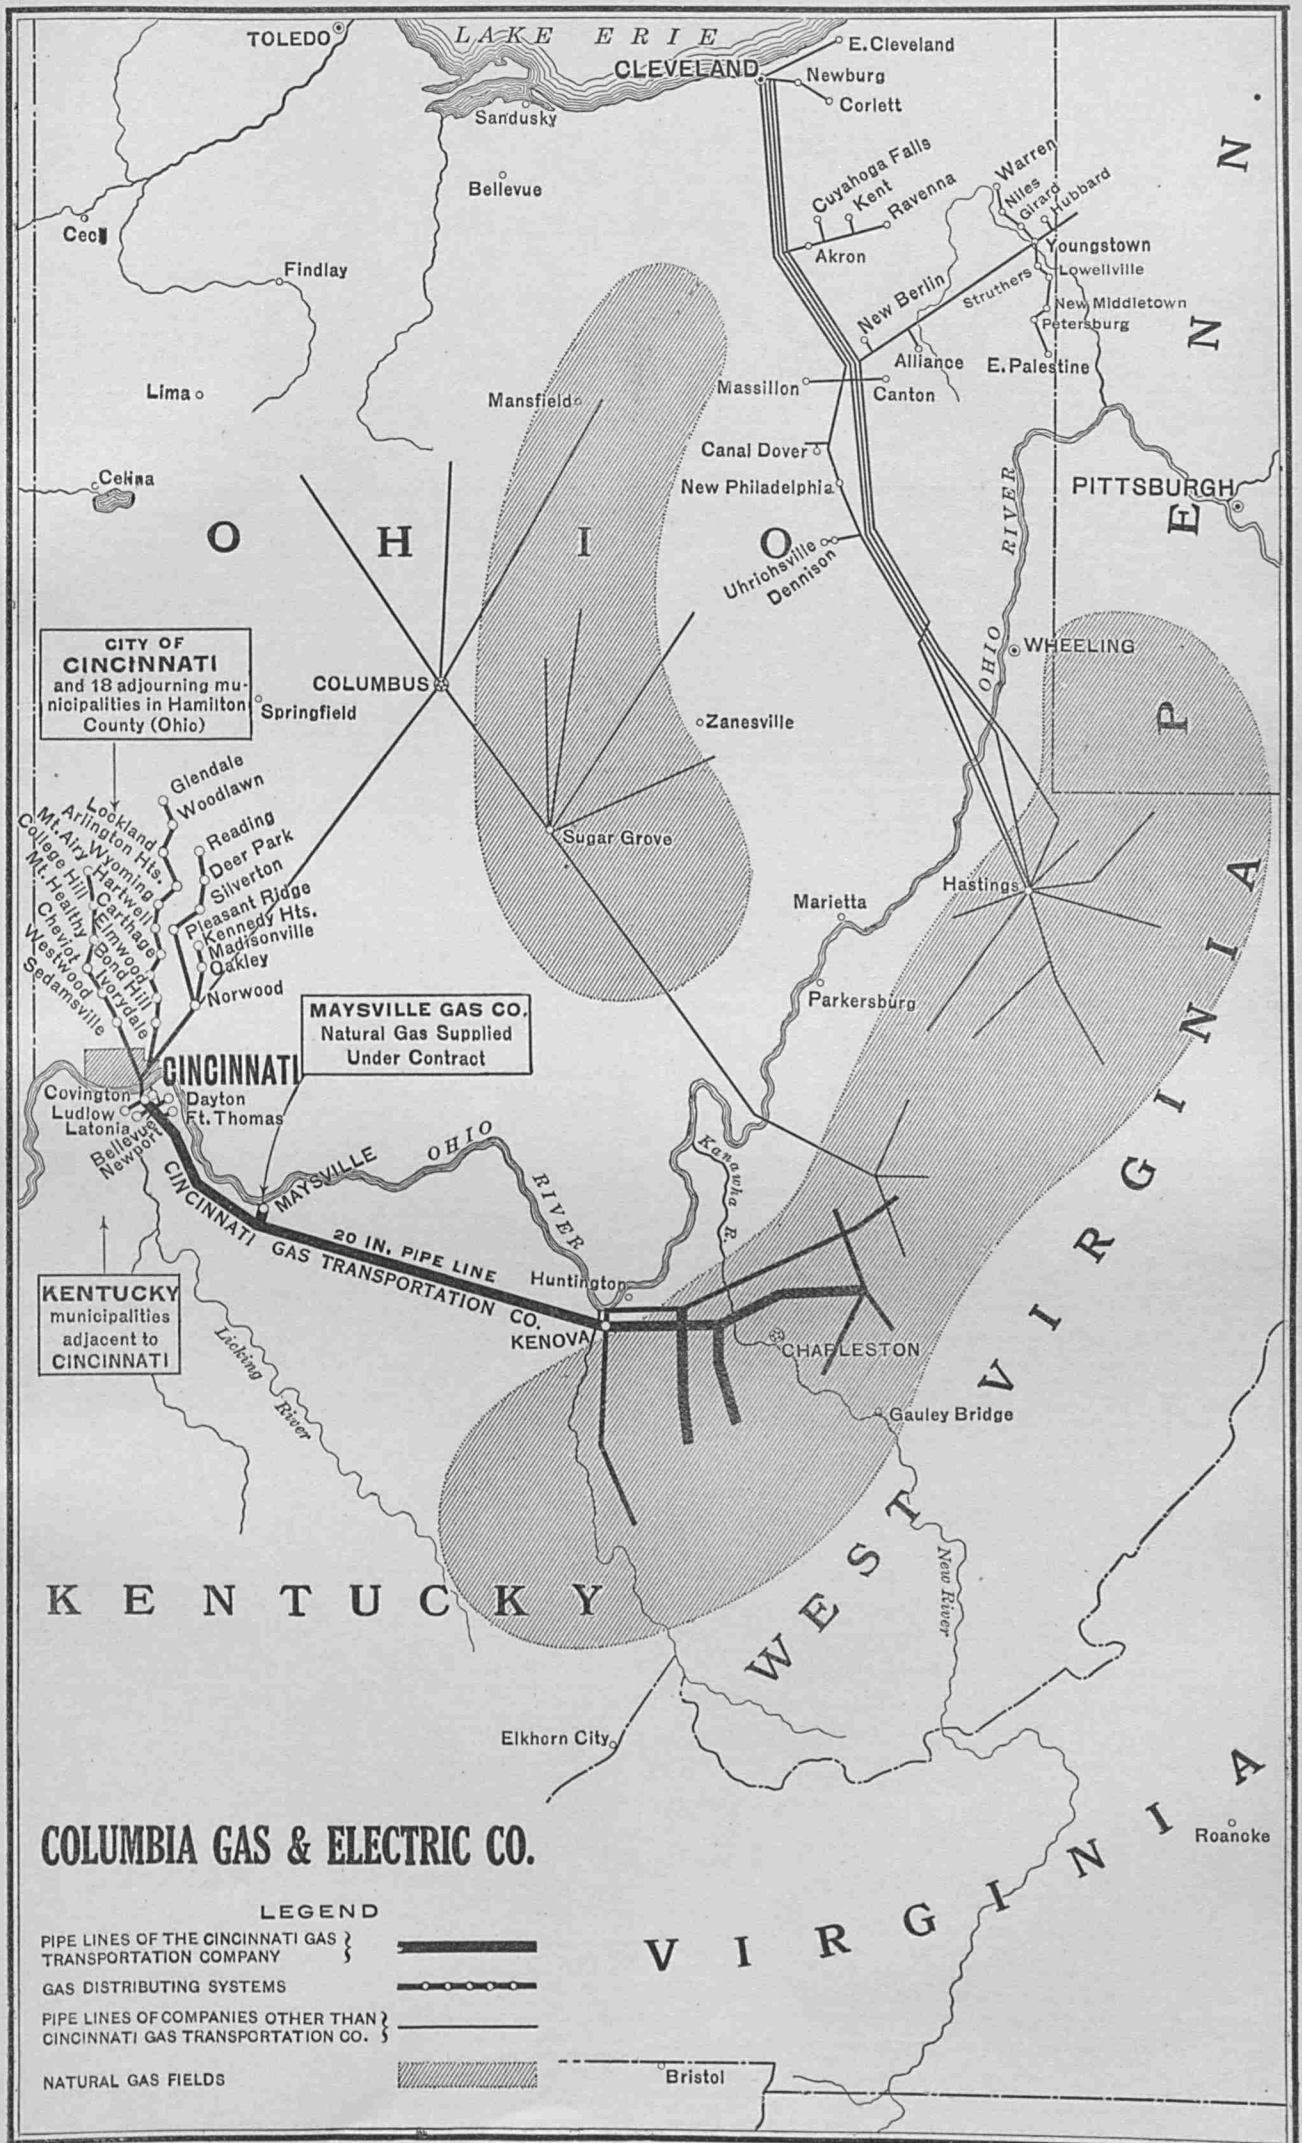 TOLEDO
LAKE ERIE
CLEVELAND
E. Cleveland
Newburg
Corlett
Sandusky
Bellevue
Cuyahoga Falls
Kent
Ravenna
Akron
Warren
Niles
Girard
Hubbard
Youngstown
Lowellville
Struthers
New Middletown
Petersburg
E. Palestine
New Berlin
Alliance
Cecil
Findlay
Lima
Mansfield
Massillon
Canton
Canal Dover
New Philadelphia
Uhrichsville
Dennison
Celina
PITTSBURGH
OHIO RIVER
OHIO
PENN
WHEELING
CITY OF
CINCINNATI
and 18 adjourning mu-
nicipalities in Hamilton
County (Ohio)
COLUMBUS
Springfield
Zanesville
Sugar Grove
Hastings
Marietta
Parkersburg
Glendale
Woodlawn
Lockland
Arlington Hts.
Wyoming
Mt. Airy
Hartwell
College Hill
Carthage
Mt. Healthy
Elmwood
Cheviot
Bond Hill
Westwood
Ivorydale
Sedamsville
Reading
Deer Park
Silverton
Pleasant Ridge
Kennedy Hts.
Madisonville
Oakley
Norwood
MAYSVILLE GAS CO.
Natural Gas Supplied
Under Contract
CINCINNATI
Covington
Ludlow
Latonia
Bellevue
Newport
Dayton
Ft. Thomas
MAYSVILLE
OHIO RIVER
Kanawha R.
20 IN. PIPE LINE
CINCINNATI GAS TRANSPORTATION CO.
Huntington
KENOVA
CHARLESTON
Gauley Bridge
KENTUCKY
municipalities
adjacent to
CINCINNATI
Licking River
KENTUCKY
WEST VIRGINIA
New River
Elkhorn City
VIRGINIA
Roanoke
Bristol
COLUMBIA GAS & ELECTRIC CO.
LEGEND
PIPE LINES OF THE CINCINNATI GAS
TRANSPORTATION COMPANY
GAS DISTRIBUTING SYSTEMS
PIPE LINES OF COMPANIES OTHER THAN
CINCINNATI GAS TRANSPORTATION CO.
NATURAL GAS FIELDS